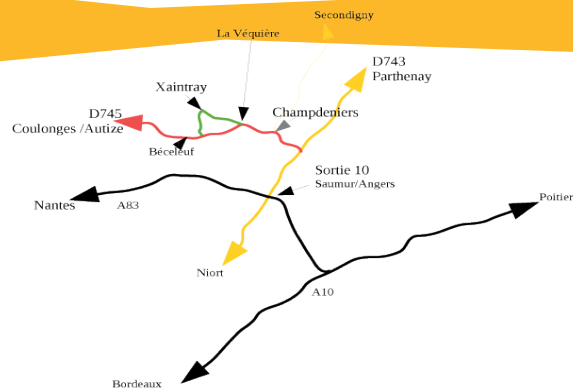 Secondigny
La Véquière
D743
Parthenay
Xaintray
D745
Coulonges /Autize
Champdeniers
Béceleuf
Sortie 10
Saumur/Angers
Nantes
A83
Poitier
Niort
A10
Bordeaux